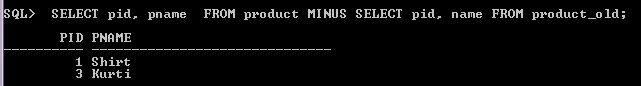 SQL>  SELECT pid, pname  FROM product MINUS SELECT pid, name FROM product_old;
       PID PNAME
---------- ------------------------------
         1 Shirt
         3 Kurti